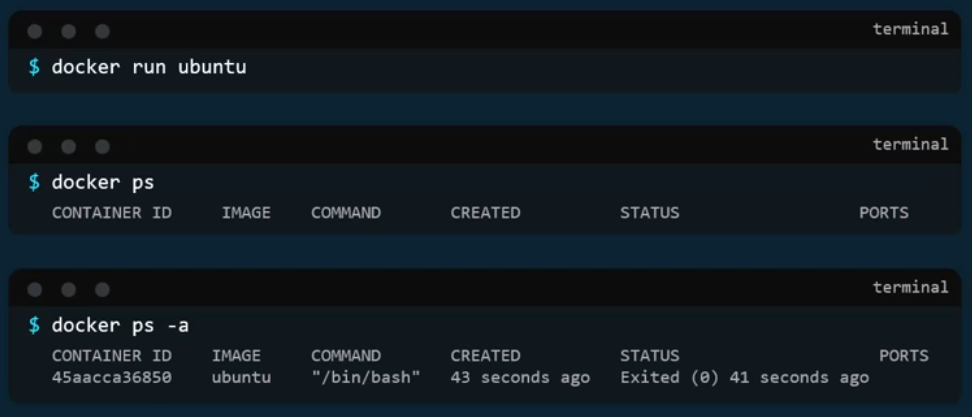 terminal
$ docker run ubuntu
terminal
$ docker ps
CONTAINER ID IMAGE COMMAND CREATED STATUS PORTS
terminal
$ docker ps -a
CONTAINER ID IMAGE COMMAND CREATED STATUS PORTS
45aacca36850 ubuntu "/bin/bash" 43 seconds ago Exited (0) 41 seconds ago